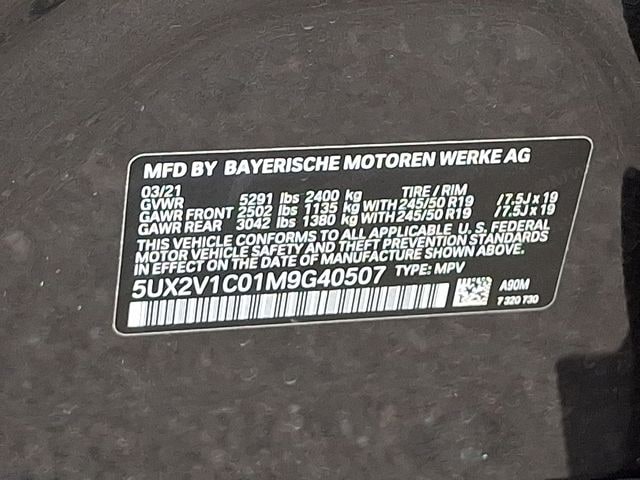 MFD BY BAYERISCHE MOTOREN WERKE AG
03/21 TIRE / RIM
GVWR 5291 lbs 2400 kg
GAWR FRONT 2502 lbs 1135 kg WITH 245/50 R19 / 7.5J x 19
GAWR REAR 3042 lbs 1380 kg WITH 245/50 R19 / 7.5J x 19
THIS VEHICLE CONFORMS TO ALL APPLICABLE U. S. FEDERAL
MOTOR VEHICLE SAFETY AND THEFT PREVENTION STANDARDS
IN EFFECT ON THE DATE OF MANUFACTURE SHOWN ABOVE.
5UX2V1C01M9G40507 TYPE: MPV
A90M
7 320 730